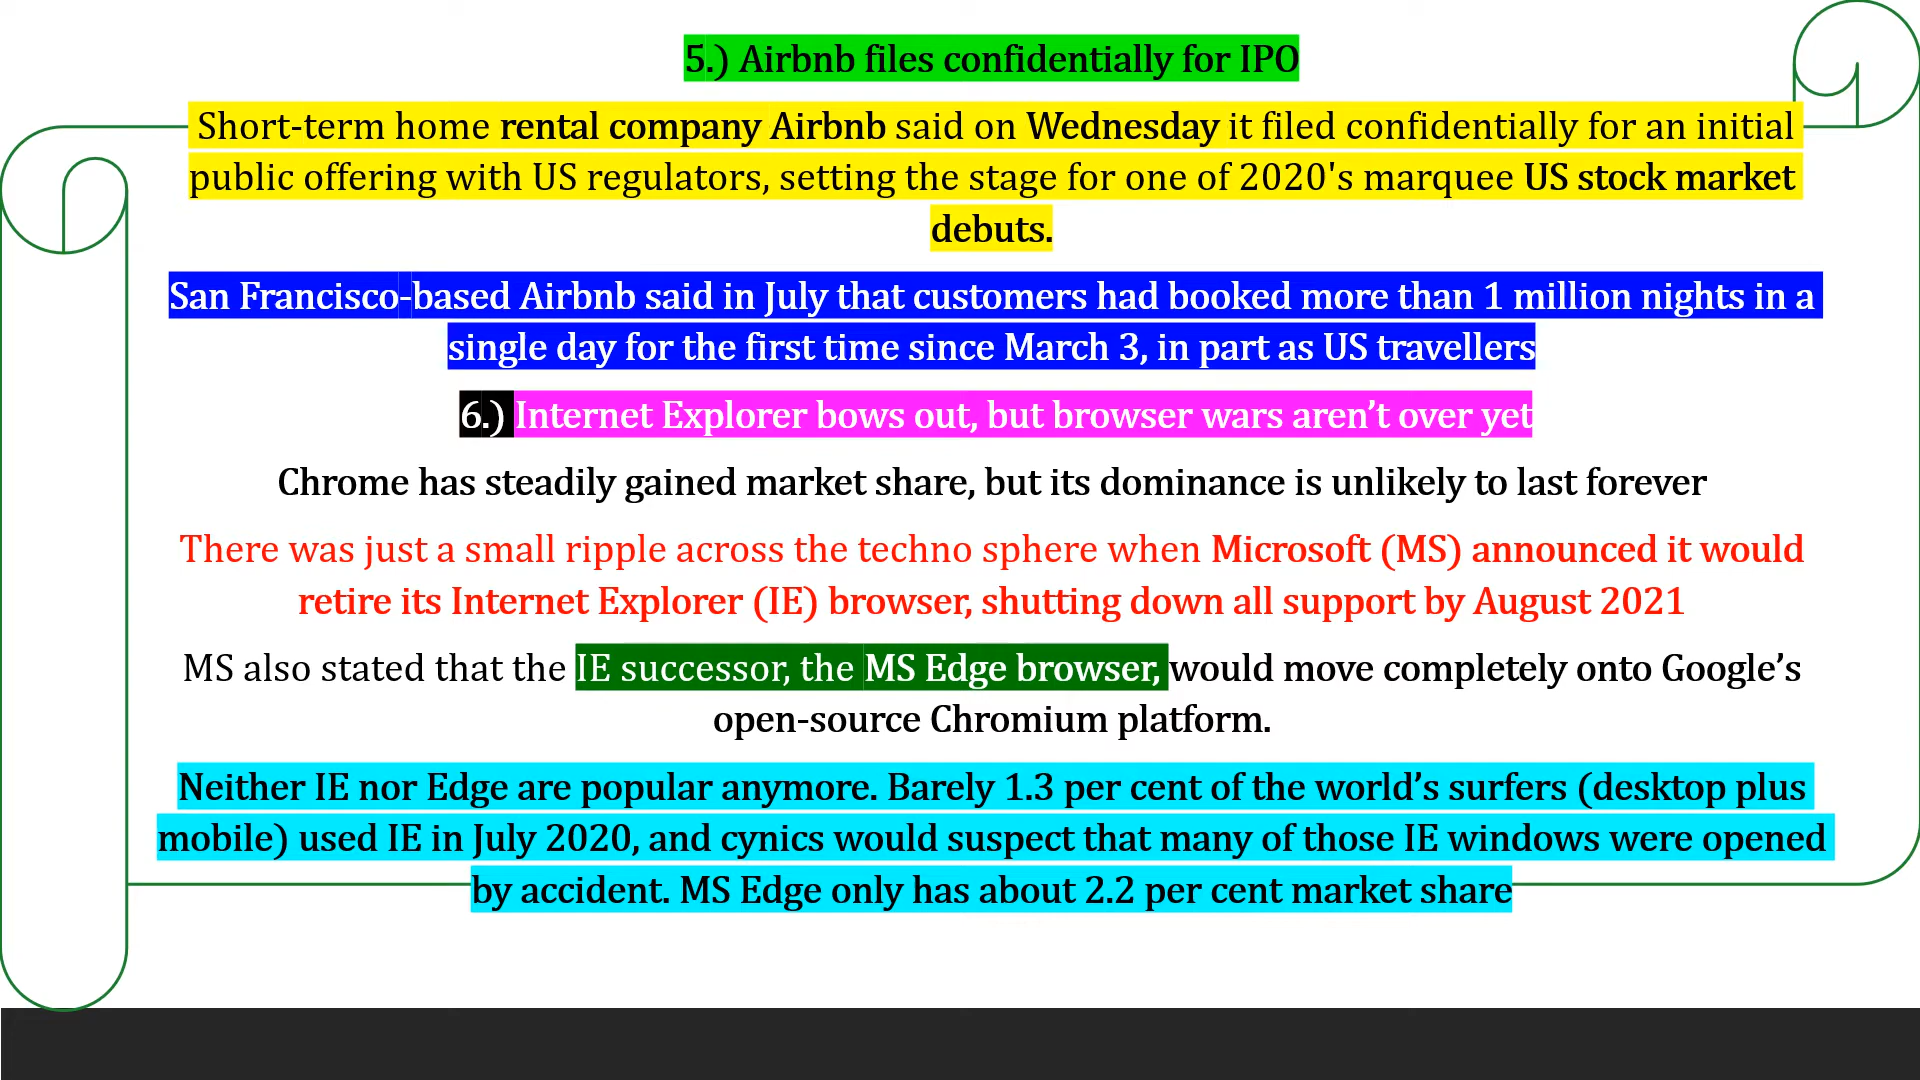 5.) Airbnb files confidentially for IPO
Short-term home rental company Airbnb said on Wednesday it filed confidentially for an initial
public offering with US regulators, setting the stage for one of 2020's marquee US stock market
debuts.
San Francisco-based Airbnb said in July that customers had booked more than 1 million nights in a
single day for the first time since March 3, in part as US travellers
6.) Internet Explorer bows out, but browser wars aren’t over yet
Chrome has steadily gained market share, but its dominance is unlikely to last forever
There was just a small ripple across the techno sphere when Microsoft (MS) announced it would
retire its Internet Explorer (IE) browser, shutting down all support by August 2021
MS also stated that the IE successor, the MS Edge browser, would move completely onto Google’s
open-source Chromium platform.
Neither IE nor Edge are popular anymore. Barely 1.3 per cent of the world’s surfers (desktop plus
mobile) used IE in July 2020, and cynics would suspect that many of those IE windows were opened
by accident. MS Edge only has about 2.2 per cent market share